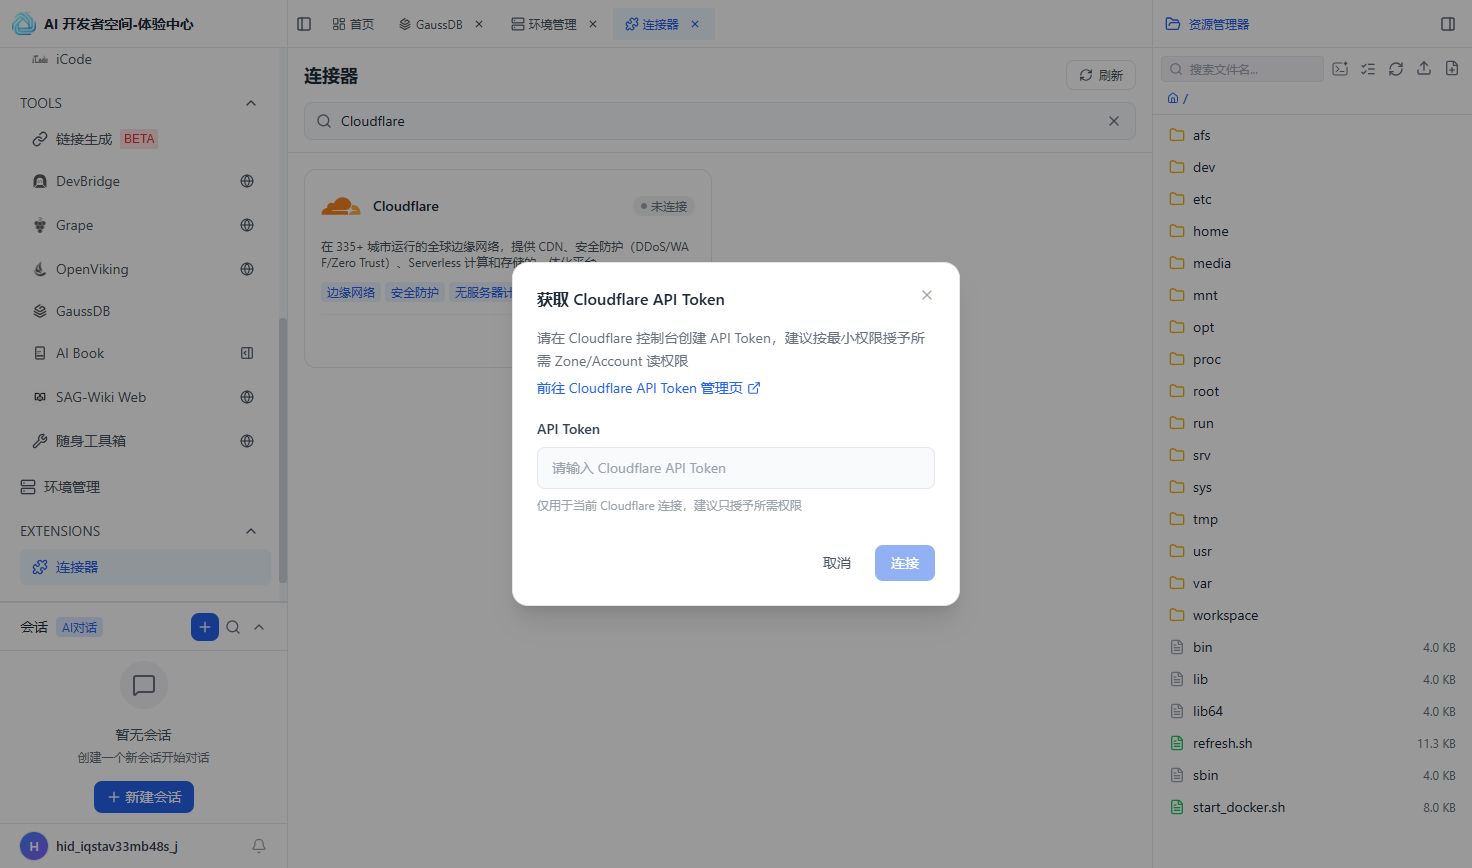 AI 开发者空间-体验中心
iCode
TOOLS
链接生成 BETA
DevBridge
Grape
OpenViking
GaussDB
AI Book
SAG-Wiki Web
随身工具箱
环境管理
EXTENSIONS
连接器
会话 AI对话
暂无会话
创建一个新会话开始对话
新建会话
H hid_iqstav33mb48s_j
首页 GaussDB 环境管理 连接器
连接器
刷新
Cloudflare
Cloudflare 未连接
在 335+ 城市运行的全球边缘网络，提供 CDN、安全防护（DDoS/WA
F/Zero Trust）、Serverless 计算和存储的一体化平台
边缘网络 安全防护 无服务器计
获取 Cloudflare API Token
请在 Cloudflare 控制台创建 API Token，建议按最小权限授予所
需 Zone/Account 读权限
前往 Cloudflare API Token 管理页
API Token
请输入 Cloudflare API Token
仅用于当前 Cloudflare 连接，建议只授予所需权限
取消 连接
资源管理器
搜索文件名...
/
afs
dev
etc
home
media
mnt
opt
proc
root
run
srv
sys
tmp
usr
var
workspace
bin 4.0 KB
lib 4.0 KB
lib64 4.0 KB
refresh.sh 11.3 KB
sbin 4.0 KB
start_docker.sh 8.0 KB